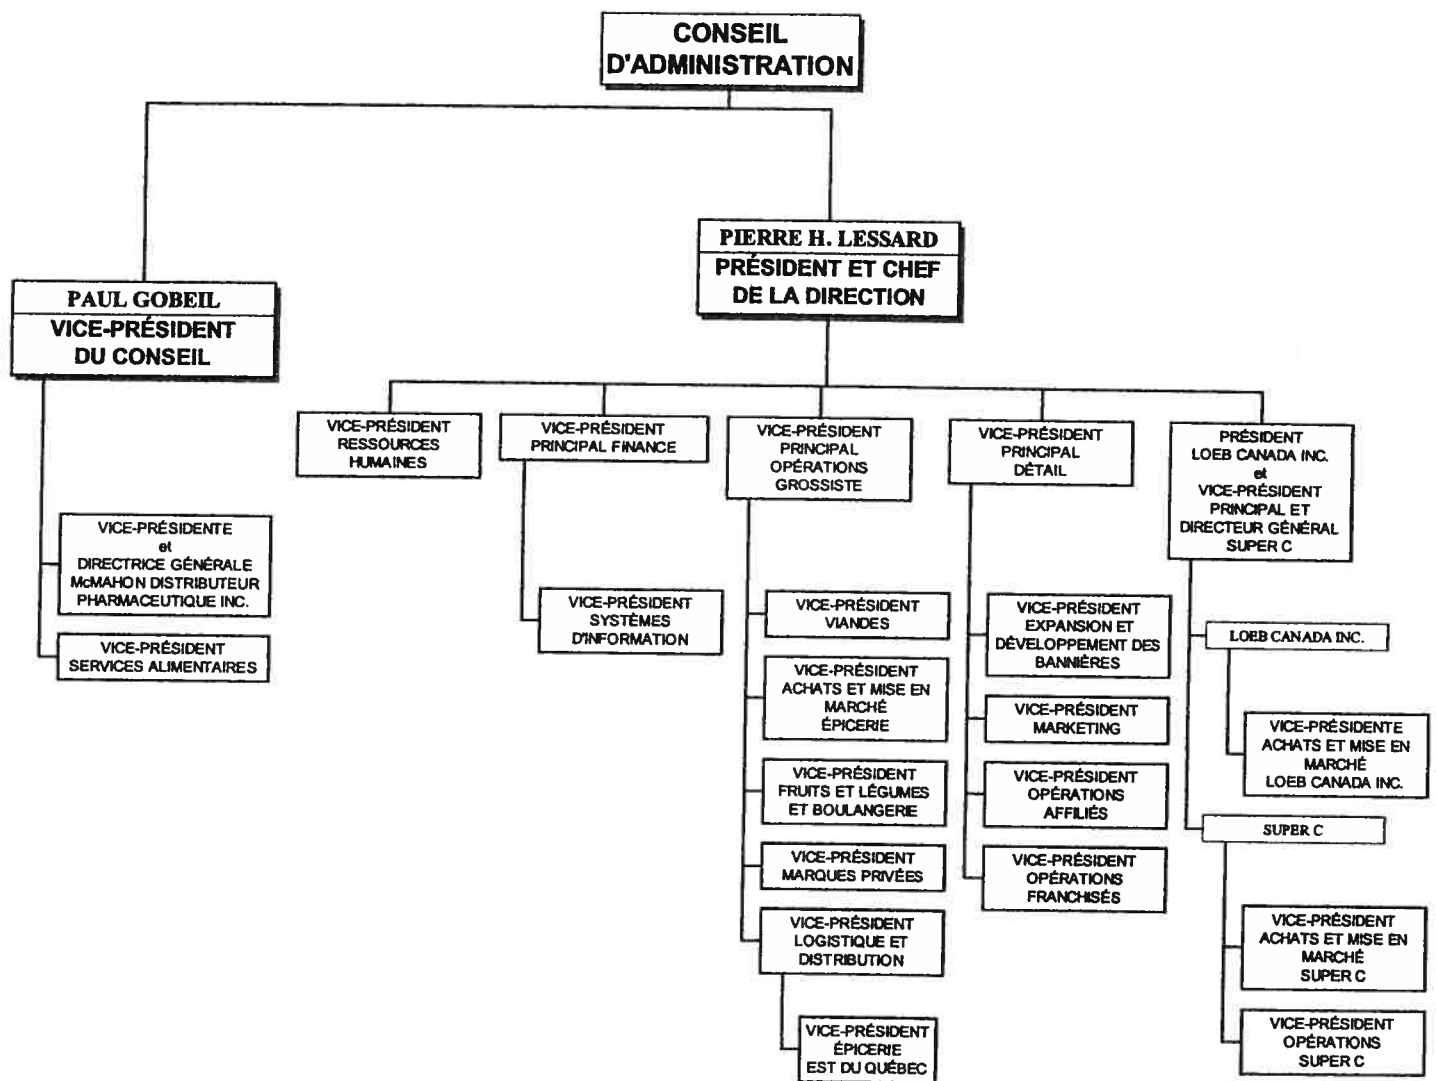 CONSEIL
D'ADMINISTRATION
PIERRE H. LESSARD
PRÉSIDENT ET CHEF
DE LA DIRECTION
PAUL GOBEIL
VICE-PRÉSIDENT
DU CONSEIL
VICE-PRÉSIDENTE
et
DIRECTRICE GÉNÉRALE
McMAHON DISTRIBUTEUR
PHARMACEUTIQUE INC.
VICE-PRÉSIDENT
SERVICES ALIMENTAIRES
VICE-PRÉSIDENT
RESSOURCES
HUMAINES
VICE-PRÉSIDENT
PRINCIPAL FINANCE
VICE-PRÉSIDENT
SYSTÈMES
D'INFORMATION
VICE-PRÉSIDENT
PRINCIPAL
OPÉRATIONS
GROSSISTE
VICE-PRÉSIDENT
VIANDES
VICE-PRÉSIDENT
ACHATS ET MISE EN
MARCHÉ
ÉPICERIE
VICE-PRÉSIDENT
FRUITS ET LÉGUMES
ET BOULANGERIE
VICE-PRÉSIDENT
MARQUES PRIVÉES
VICE-PRÉSIDENT
LOGISTIQUE ET
DISTRIBUTION
VICE-PRÉSIDENT
ÉPICERIE
EST DU QUÉBEC
VICE-PRÉSIDENT
PRINCIPAL
DÉTAIL
VICE-PRÉSIDENT
EXPANSION ET
DÉVELOPPEMENT DES
BANNIÈRES
VICE-PRÉSIDENT
MARKETING
VICE-PRÉSIDENT
OPÉRATIONS
AFFILIÉS
VICE-PRÉSIDENT
OPÉRATIONS
FRANCHISÉS
PRÉSIDENT
LOEB CANADA INC.
et
VICE-PRÉSIDENT
PRINCIPAL ET
DIRECTEUR GÉNÉRAL
SUPER C
LOEB CANADA INC.
VICE-PRÉSIDENTE
ACHATS ET MISE EN
MARCHÉ
LOEB CANADA INC.
SUPER C
VICE-PRÉSIDENT
ACHATS ET MISE EN
MARCHÉ
SUPER C
VICE-PRÉSIDENT
OPÉRATIONS
SUPER C